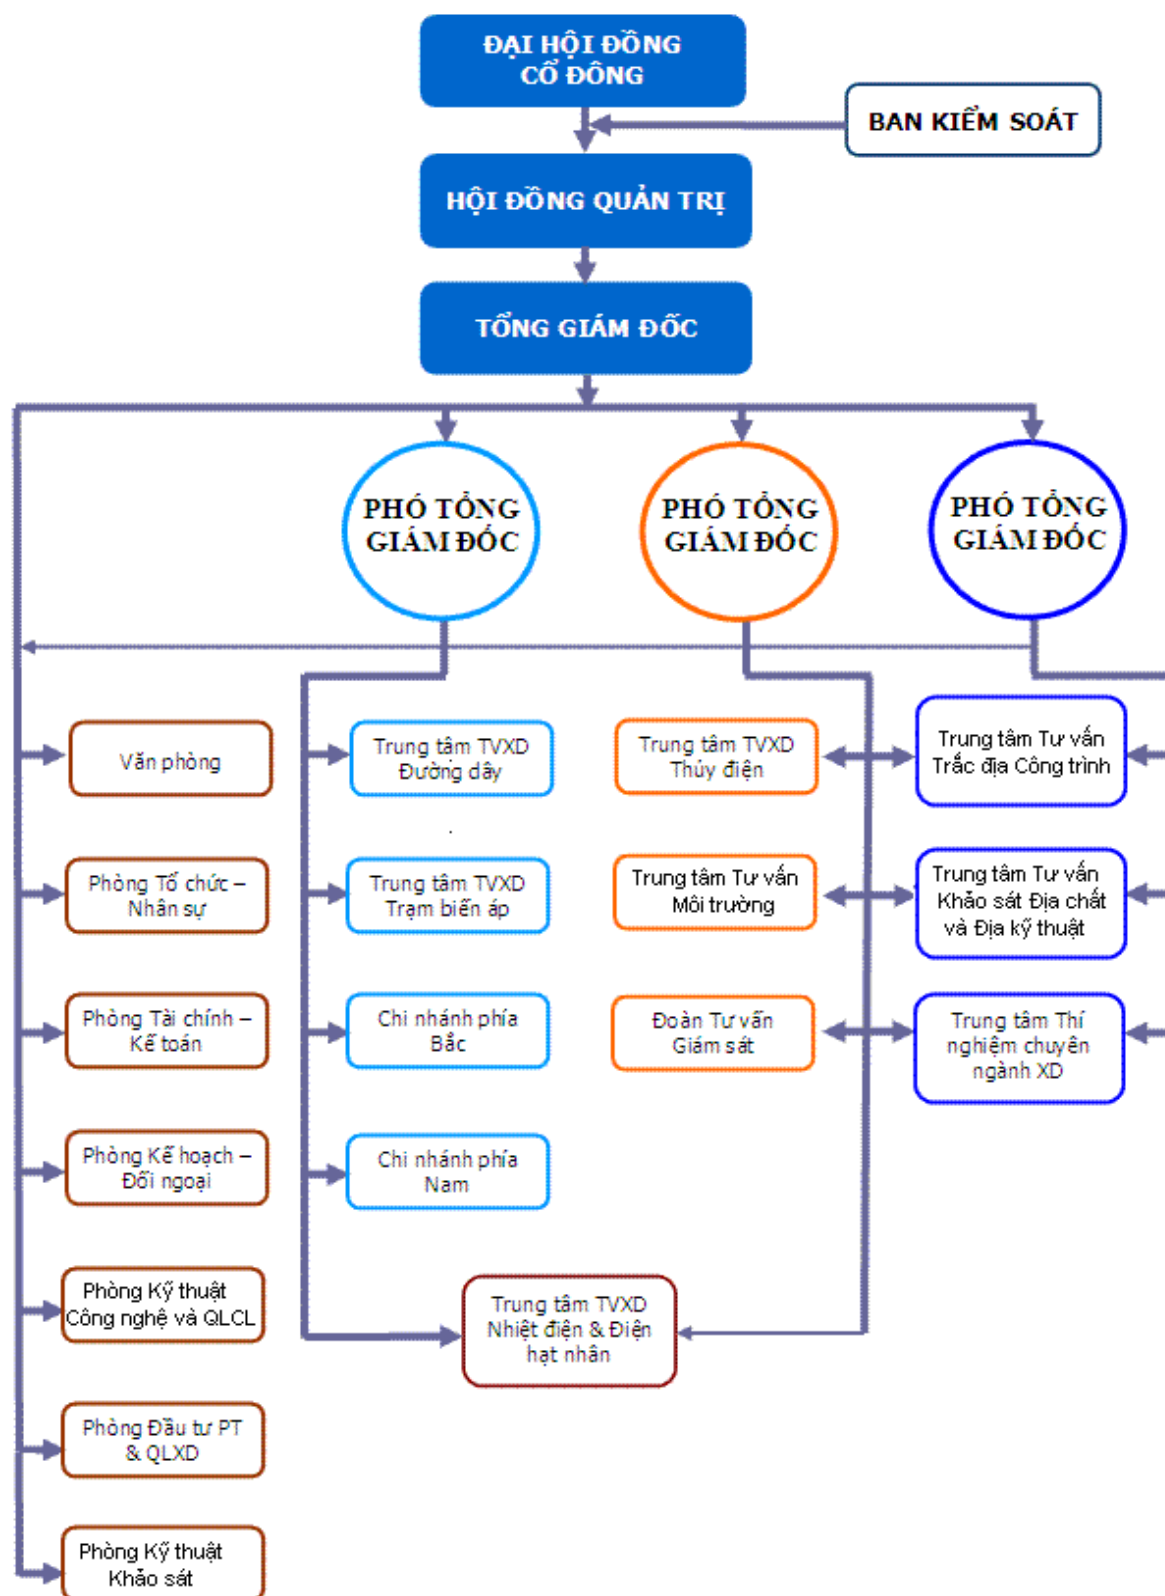 ĐẠI HỘI ĐỒNG
CỔ ĐÔNG
BAN KIỂM SOÁT
HỘI ĐỒNG QUẢN TRỊ
TỔNG GIÁM ĐỐC
PHÓ TỔNG
GIÁM ĐỐC
PHÓ TỔNG
GIÁM ĐỐC
PHÓ TỔNG
GIÁM ĐỐC
Văn phòng
Trung tâm TVXD
Đường dây
Trung tâm TVXD
Thủy điện
Trung tâm Tư vấn
Trắc địa Công trình
Phòng Tổ chức –
Nhân sự
Trung tâm TVXD
Trạm biến áp
Trung tâm Tư vấn
Môi trường
Trung tâm Tư vấn
Khảo sát Địa chất
và Địa kỹ thuật
Phòng Tài chính –
Kế toán
Chi nhánh phía
Bắc
Đoàn Tư vấn
Giám sát
Trung tâm Thí
nghiệm chuyên
ngành XD
Phòng Kế hoạch –
Đối ngoại
Chi nhánh phía
Nam
Phòng Kỹ thuật
Công nghệ và QLCL
Trung tâm TVXD
Nhiệt điện & Điện
hạt nhân
Phòng Đầu tư PT
& QLXD
Phòng Kỹ thuật
Khảo sát